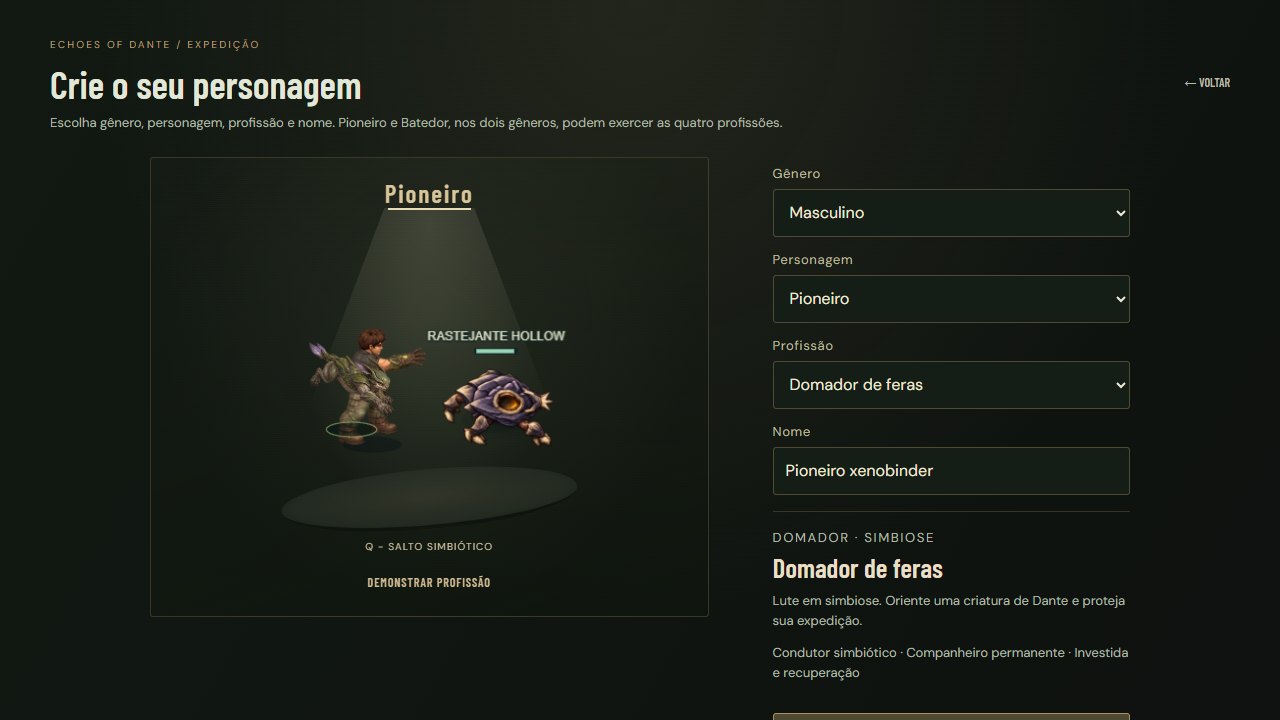 ECHOES OF DANTE / EXPEDIÇÃO
Crie o seu personagem
← VOLTAR
Escolha gênero, personagem, profissão e nome. Pioneiro e Batedor, nos dois gêneros, podem exercer as quatro profissões.
Pioneiro
RASTEJANTE HOLLOW
Q – SALTO SIMBIÓTICO
DEMONSTRAR PROFISSÃO
Gênero
Masculino
Personagem
Pioneiro
Profissão
Domador de feras
Nome
Pioneiro xenobinder
DOMADOR · SIMBIOSE
Domador de feras
Lute em simbiose. Oriente uma criatura de Dante e proteja
sua expedição.
Condutor simbiótico · Companheiro permanente · Investida
e recuperação